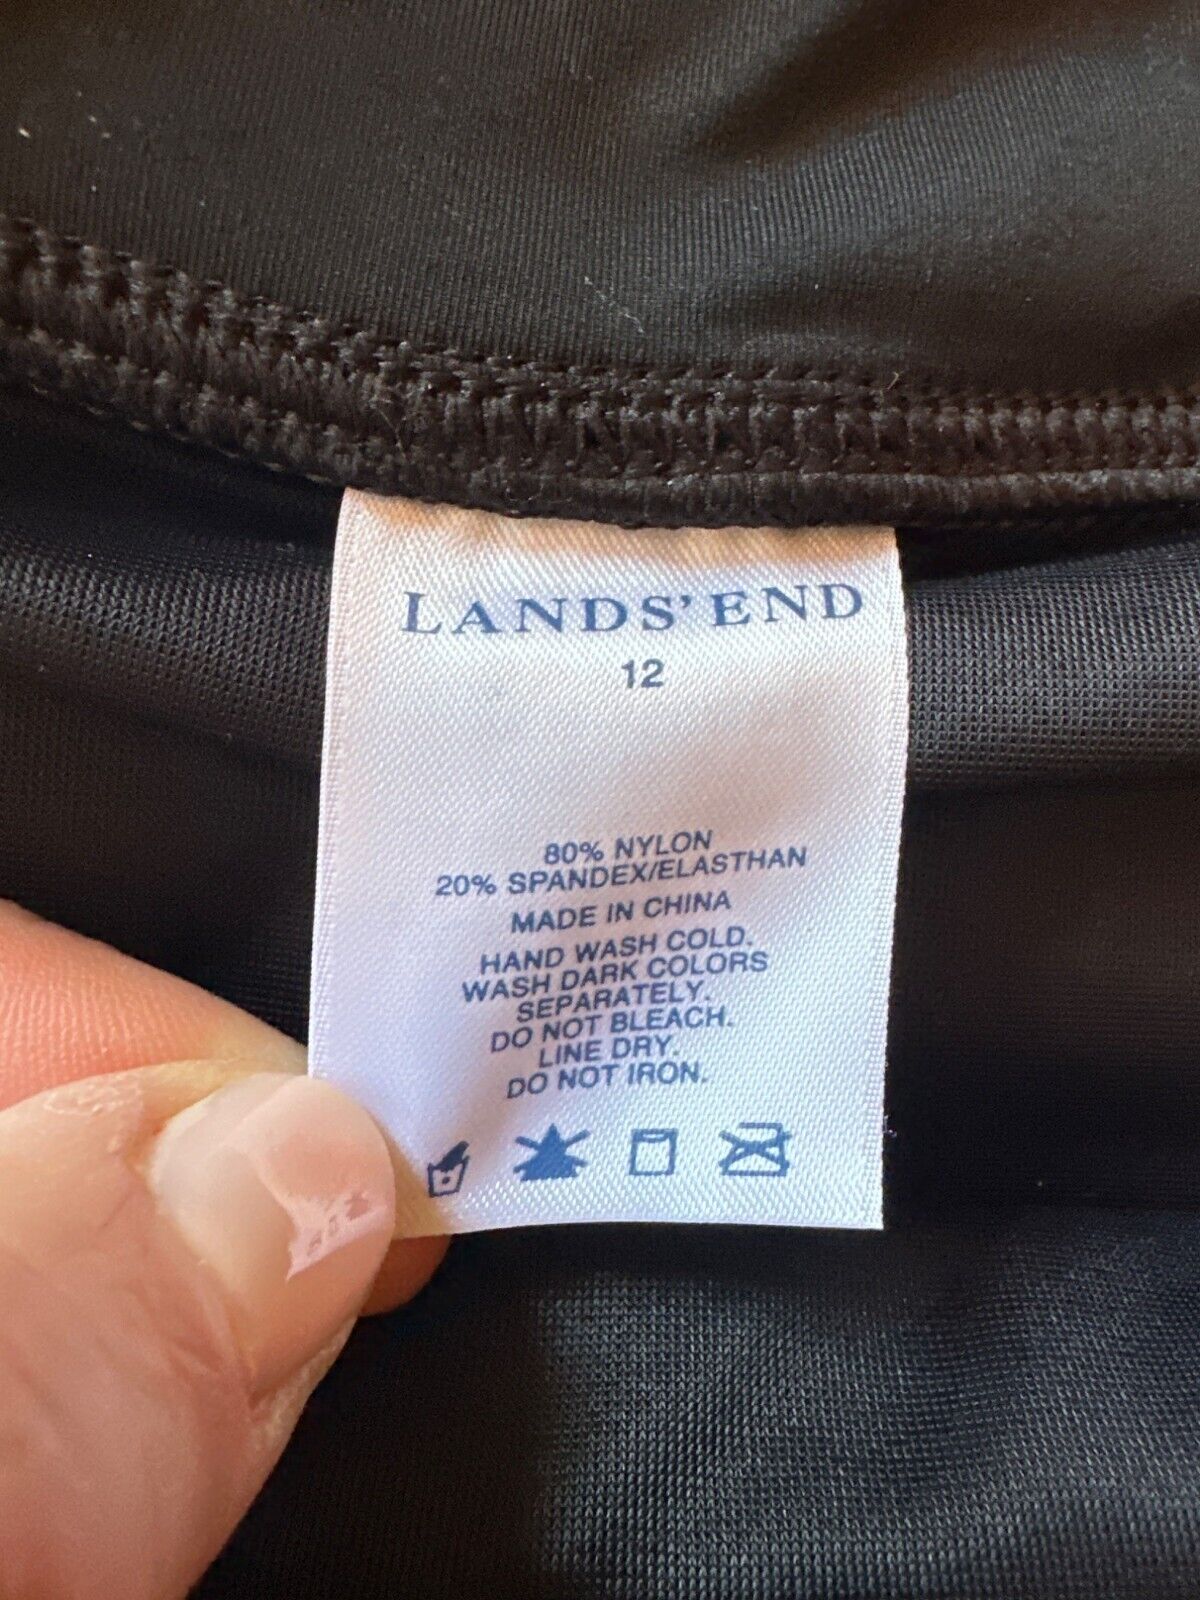 LANDS' END
12
80% NYLON
20% SPANDEX/ELASTHAN
MADE IN CHINA
HAND WASH COLD.
WASH DARK COLORS
SEPARATELY.
DO NOT BLEACH.
LINE DRY.
DO NOT IRON.